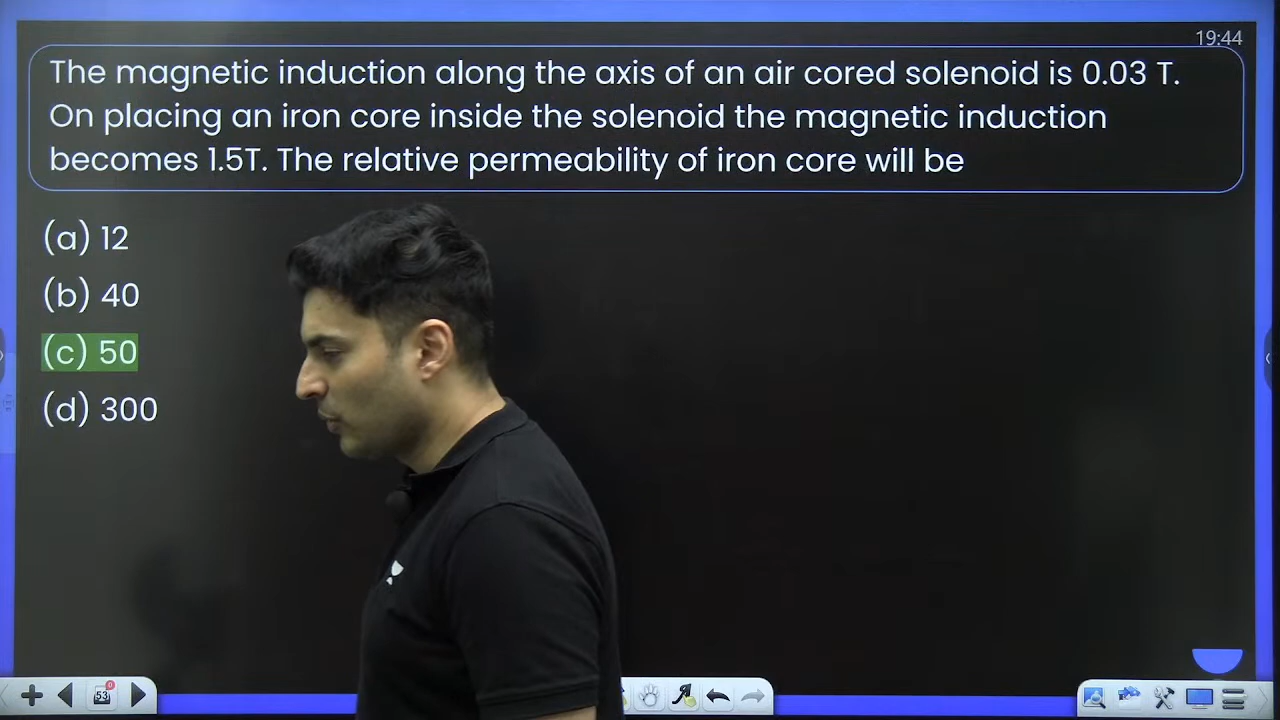 19:44
The magnetic induction along the axis of an air cored solenoid is 0.03 T.
On placing an iron core inside the solenoid the magnetic induction
becomes 1.5T. The relative permeability of iron core will be
(a) 12
(b) 40
(c) 50
(d) 300
53
0